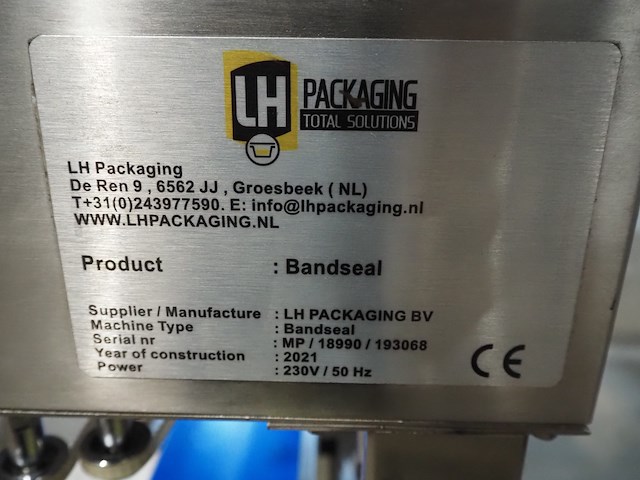 LH PACKAGING
TOTAL SOLUTIONS
LH Packaging
De Ren 9 , 6562 JJ , Groesbeek ( NL)
T+31(0)243977590. E: info@lhpackaging.nl
WWW.LHPACKAGING.NL
Product : Bandseal
Supplier / Manufacture : LH PACKAGING BV
Machine Type : Bandseal
Serial nr : MP / 18990 / 193068
Year of construction : 2021
Power : 230V / 50 Hz
CE